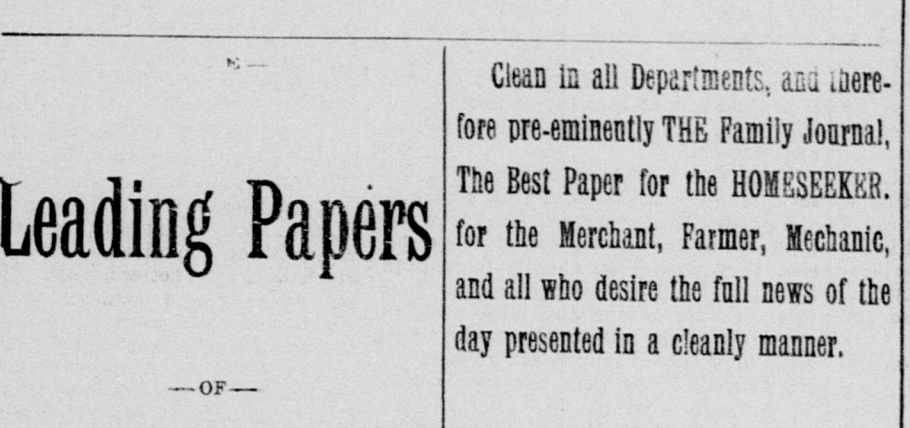 E—
Leading Papers
—OF—
Clean in all Departments, and there-
fore pre-eminently THE Family Journal,
The Best Paper for the HOMESEEKER.
for the Merchant, Farmer, Mechanic,
and all who desire the full news of the
day presented in a cleanly manner.